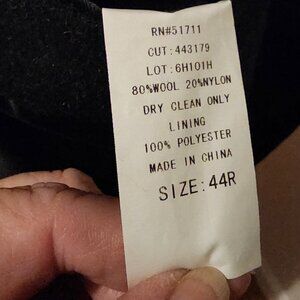 RN#51711
CUT:443179
LOT:6H101H
80%WOOL 20%NYLON
DRY CLEAN ONLY
LINING
100% POLYESTER
MADE IN CHINA
SIZE:44R